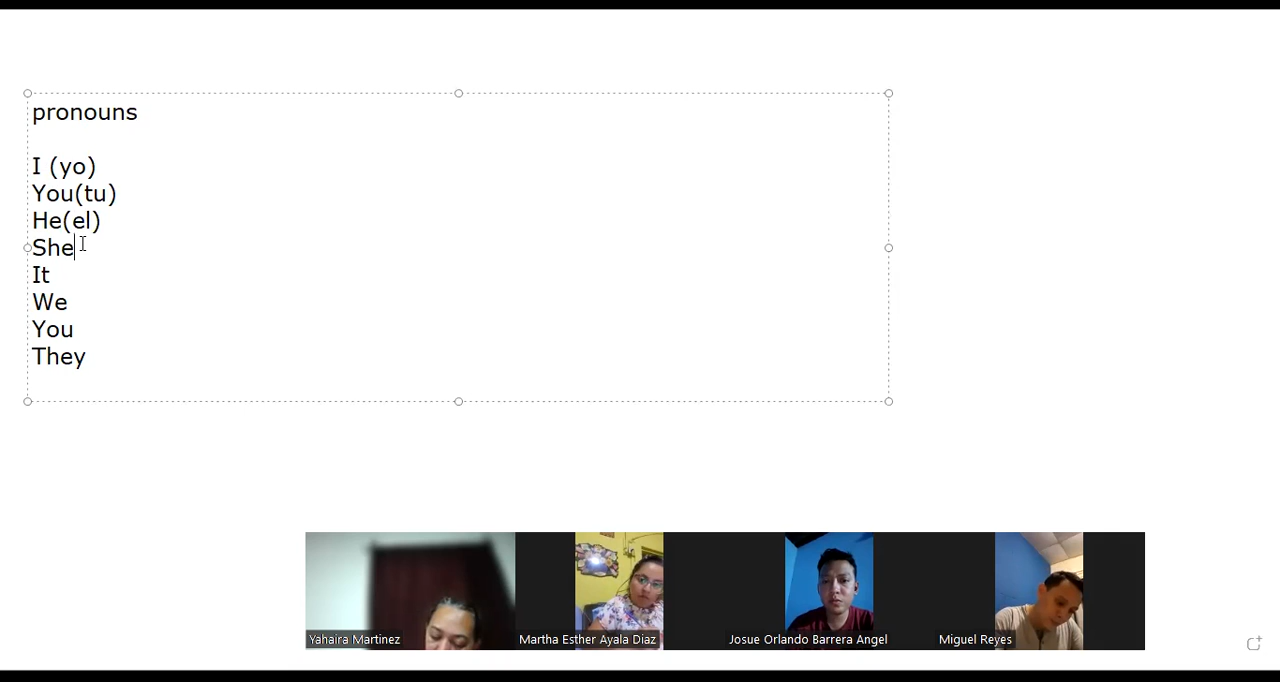 pronouns
I (yo)
You(tu)
He(el)
She
It
We
You
They
Yahaira Martinez
Martha Esther Ayala Diaz
Josue Orlando Barrera Angel
Miguel Reyes